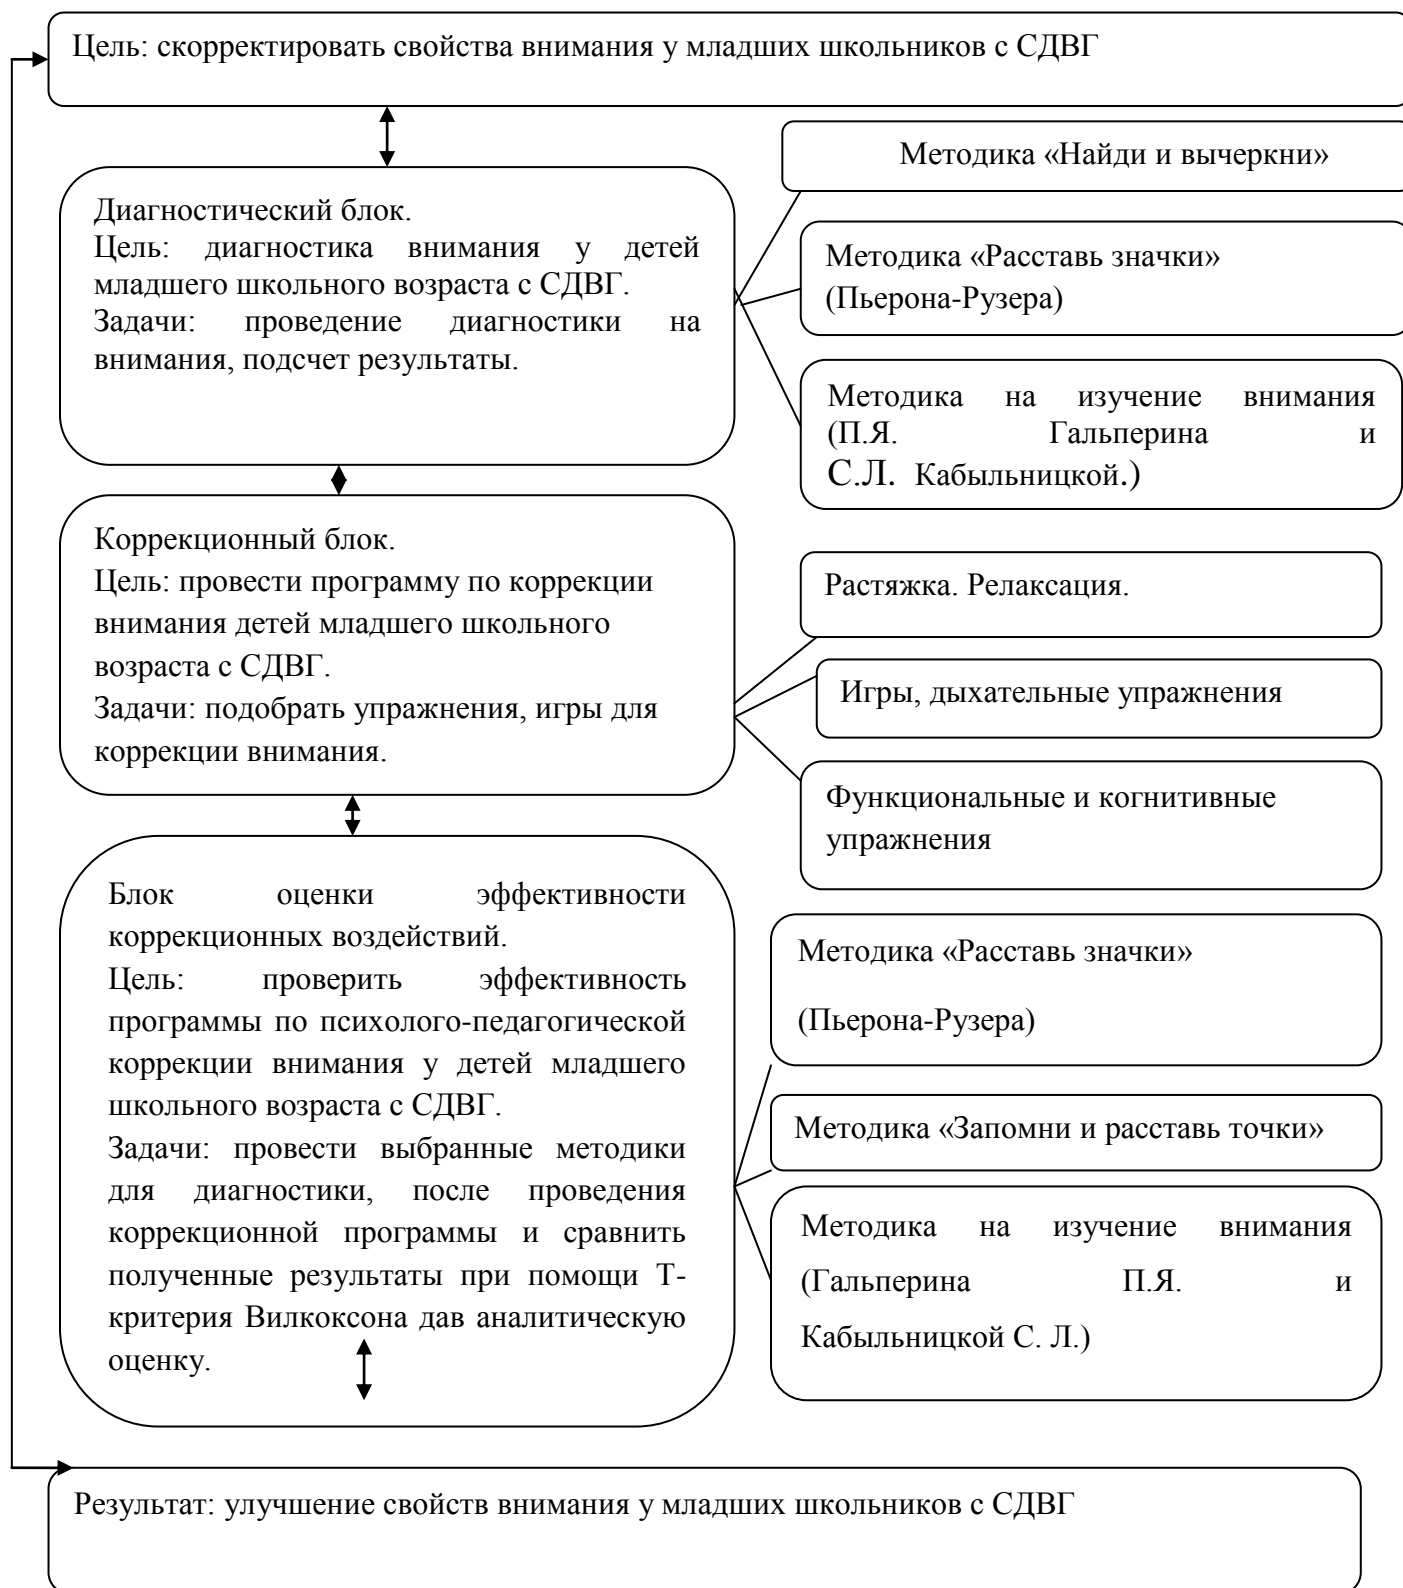 Цель: скорректировать свойства внимания у младших школьников с СДВГ
Диагностический блок.
Цель: диагностика внимания у детей
младшего школьного возраста с СДВГ.
Задачи: проведение диагностики на
внимания, подсчет результаты.
Методика «Найди и вычеркни»
Методика «Расставь значки»
(Пьерона-Рузера)
Методика на изучение внимания
(П.Я. Гальперина и
С.Л. Кабыльницкой.)
Коррекционный блок.
Цель: провести программу по коррекции
внимания детей младшего школьного
возраста с СДВГ.
Задачи: подобрать упражнения, игры для
коррекции внимания.
Растяжка. Релаксация.
Игры, дыхательные упражнения
Функциональные и когнитивные
упражнения
Блок оценки эффективности
коррекционных воздействий.
Цель: проверить эффективность
программы по психолого-педагогической
коррекции внимания у детей младшего
школьного возраста с СДВГ.
Задачи: провести выбранные методики
для диагностики, после проведения
коррекционной программы и сравнить
полученные результаты при помощи Т-
критерия Вилкоксона дав аналитическую
оценку.
Методика «Расставь значки»
(Пьерона-Рузера)
Методика «Запомни и расставь точки»
Методика на изучение внимания
(Гальперина П.Я. и
Кабыльницкой С. Л.)
Результат: улучшение свойств внимания у младших школьников с СДВГ